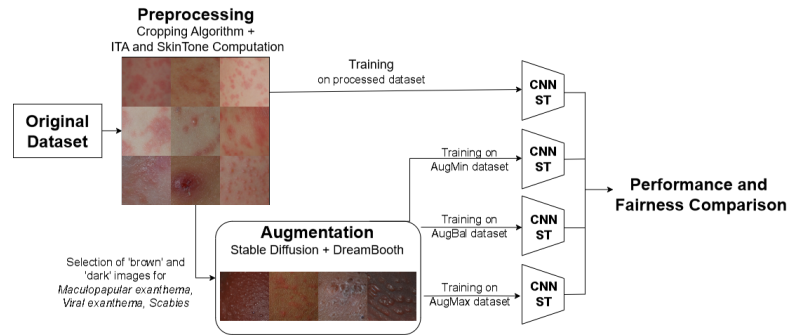 Preprocessing
Cropping Algorithm +
ITA and SkinTone Computation
Original
Dataset
Training
on processed dataset
CNN
ST
Training on
AugMin dataset
CNN
ST
Training on
AugBal dataset
CNN
ST
Training on
AugMax dataset
CNN
ST
Performance and
Fairness Comparison
Augmentation
Stable Diffusion + DreamBooth
Selection of 'brown' and
'dark' images for
Maculopapular exanthema,
Viral exanthema, Scabies